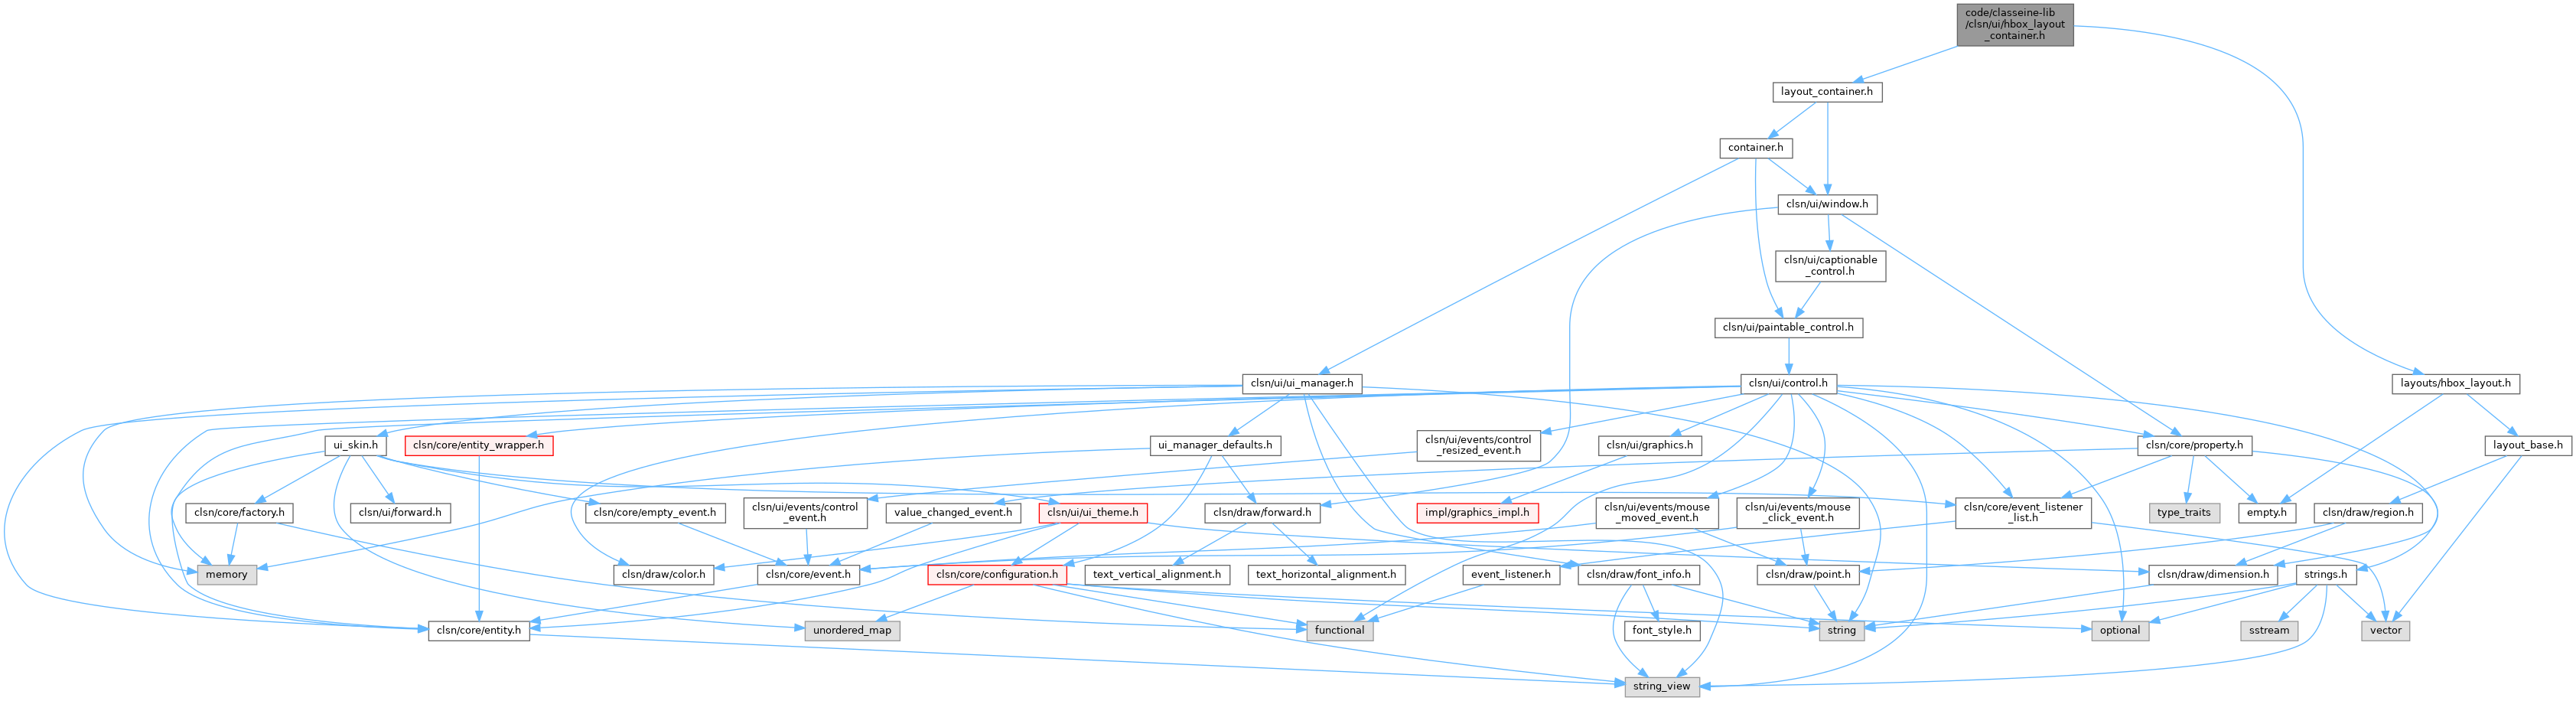 code/classeine-lib
/clsn/ui/hbox_layout
_container.h
layout_container.h
container.h
clsn/ui/window.h
clsn/ui/captionable
_control.h
clsn/ui/paintable_control.h
clsn/ui/ui_manager.h
clsn/ui/control.h
layouts/hbox_layout.h
ui_skin.h
clsn/core/entity_wrapper.h
ui_manager_defaults.h
clsn/ui/events/control
_resized_event.h
clsn/ui/graphics.h
clsn/core/property.h
layout_base.h
clsn/core/factory.h
clsn/ui/forward.h
clsn/core/empty_event.h
clsn/ui/events/control
_event.h
value_changed_event.h
clsn/ui/ui_theme.h
clsn/draw/forward.h
impl/graphics_impl.h
clsn/ui/events/mouse
_moved_event.h
clsn/ui/events/mouse
_click_event.h
clsn/core/event_listener
_list.h
type_traits
empty.h
clsn/draw/region.h
memory
clsn/draw/color.h
clsn/core/event.h
clsn/core/configuration.h
text_vertical_alignment.h
text_horizontal_alignment.h
event_listener.h
clsn/draw/font_info.h
clsn/draw/point.h
clsn/draw/dimension.h
strings.h
clsn/core/entity.h
unordered_map
functional
font_style.h
string
optional
sstream
vector
string_view